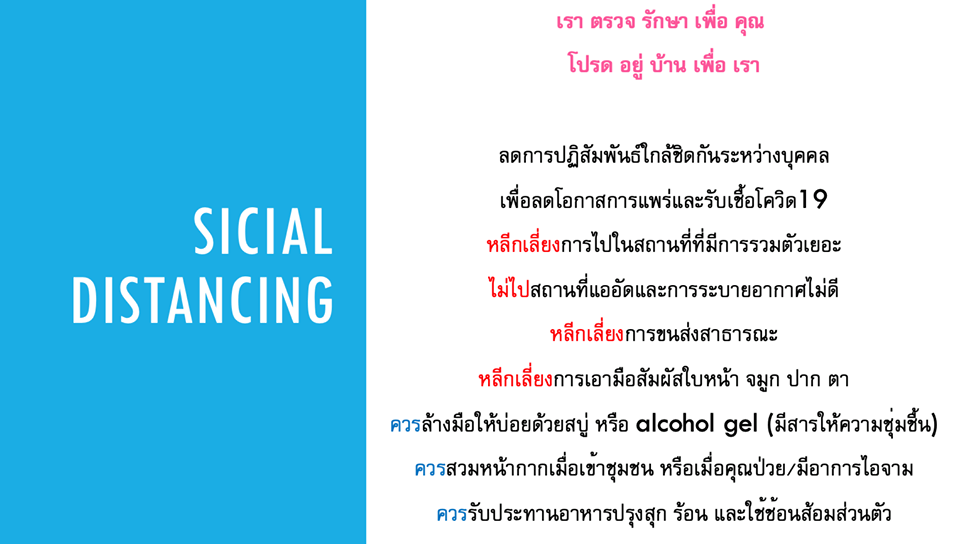 SICIAL
DISTANCING
เรา ตรวจ รักษา เพื่อ คุณ
โปรด อยู่ บ้าน เพื่อ เรา
ลดการปฏิสัมพันธ์ใกล้ชิดกันระหว่างบุคคล
เพื่อลดโอกาสการแพร่และรับเชื้อโควิด19
หลีกเลี่ยงการไปในสถานที่ที่มีการรวมตัวเยอะ
ไม่ไปสถานที่แออัดและการระบายอากาศไม่ดี
หลีกเลี่ยงการขนส่งสาธารณะ
หลีกเลี่ยงการเอามือสัมผัสใบหน้า จมูก ปาก ตา
ควรล้างมือให้บ่อยด้วยสบู่ หรือ alcohol gel (มีสารให้ความชุ่มชื้น)
ควรสวมหน้ากากเมื่อเข้าชุมชน หรือเมื่อคุณป่วย/มีอาการไอจาม
ควรรับประทานอาหารปรุงสุก ร้อน และใช้ช้อนส้อมส่วนตัว